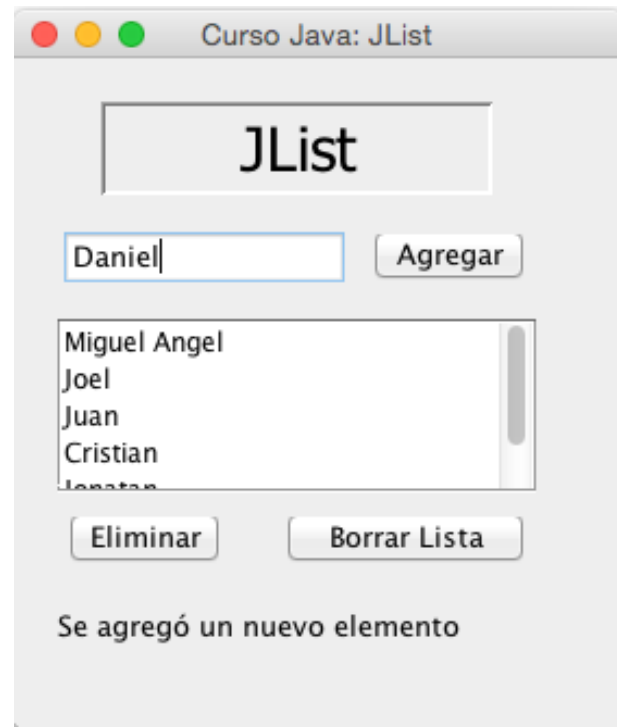 Curso Java: JList
JList
Daniel
Agregar
Miguel Angel
Joel
Juan
Cristian
Jonatan
Eliminar
Borrar Lista
Se agregó un nuevo elemento